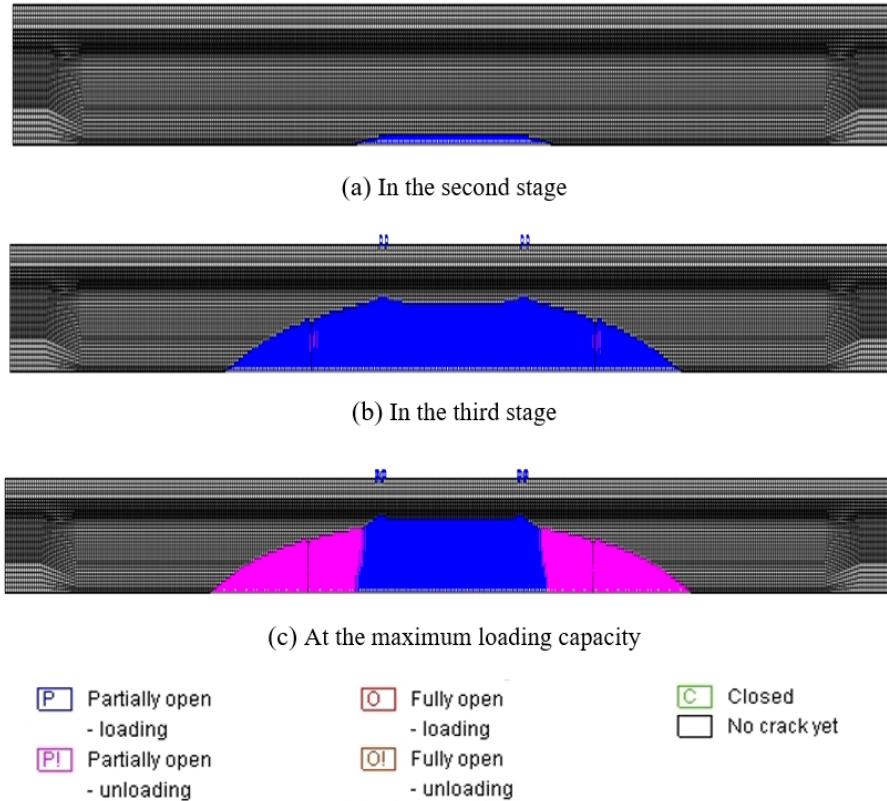 (a) In the second stage
(b) In the third stage
(c) At the maximum loading capacity
P Partially open O Fully open C Closed
- loading - loading No crack yet
P! Partially open O! Fully open
- unloading - unloading